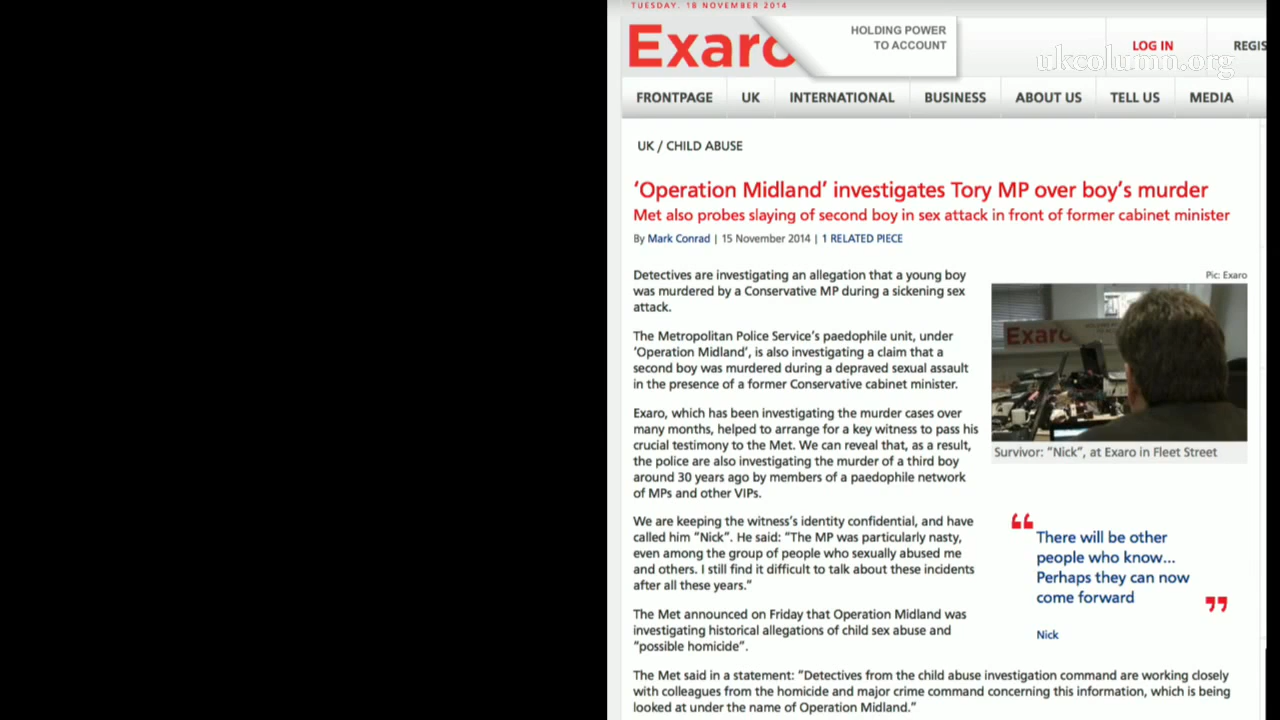 TUESDAY, 18 NOVEMBER 2014
Exaro
HOLDING POWER
TO ACCOUNT
LOG IN
REGIS
ukcolumn.org
FRONTPAGE UK INTERNATIONAL BUSINESS ABOUT US TELL US MEDIA
UK / CHILD ABUSE
‘Operation Midland’ investigates Tory MP over boy’s murder
Met also probes slaying of second boy in sex attack in front of former cabinet minister
By Mark Conrad | 15 November 2014 | 1 RELATED PIECE
Detectives are investigating an allegation that a young boy
was murdered by a Conservative MP during a sickening sex
attack.
The Metropolitan Police Service’s paedophile unit, under
‘Operation Midland’, is also investigating a claim that a
second boy was murdered during a depraved sexual assault
in the presence of a former Conservative cabinet minister.
Exaro, which has been investigating the murder cases over
many months, helped to arrange for a key witness to pass his
crucial testimony to the Met. We can reveal that, as a result,
the police are also investigating the murder of a third boy
around 30 years ago by members of a paedophile network
of MPs and other VIPs.
We are keeping the witness’s identity confidential, and have
called him “Nick”. He said: “The MP was particularly nasty,
even among the group of people who sexually abused me
and others. I still find it difficult to talk about these incidents
after all these years.”
The Met announced on Friday that Operation Midland was
investigating historical allegations of child sex abuse and
“possible homicide”.
The Met said in a statement: “Detectives from the child abuse investigation command are working closely
with colleagues from the homicide and major crime command concerning this information, which is being
looked at under the name of Operation Midland.”
Pic: Exaro
Exaro
Survivor: “Nick”, at Exaro in Fleet Street
“There will be other
people who know...
Perhaps they can now
come forward”
Nick